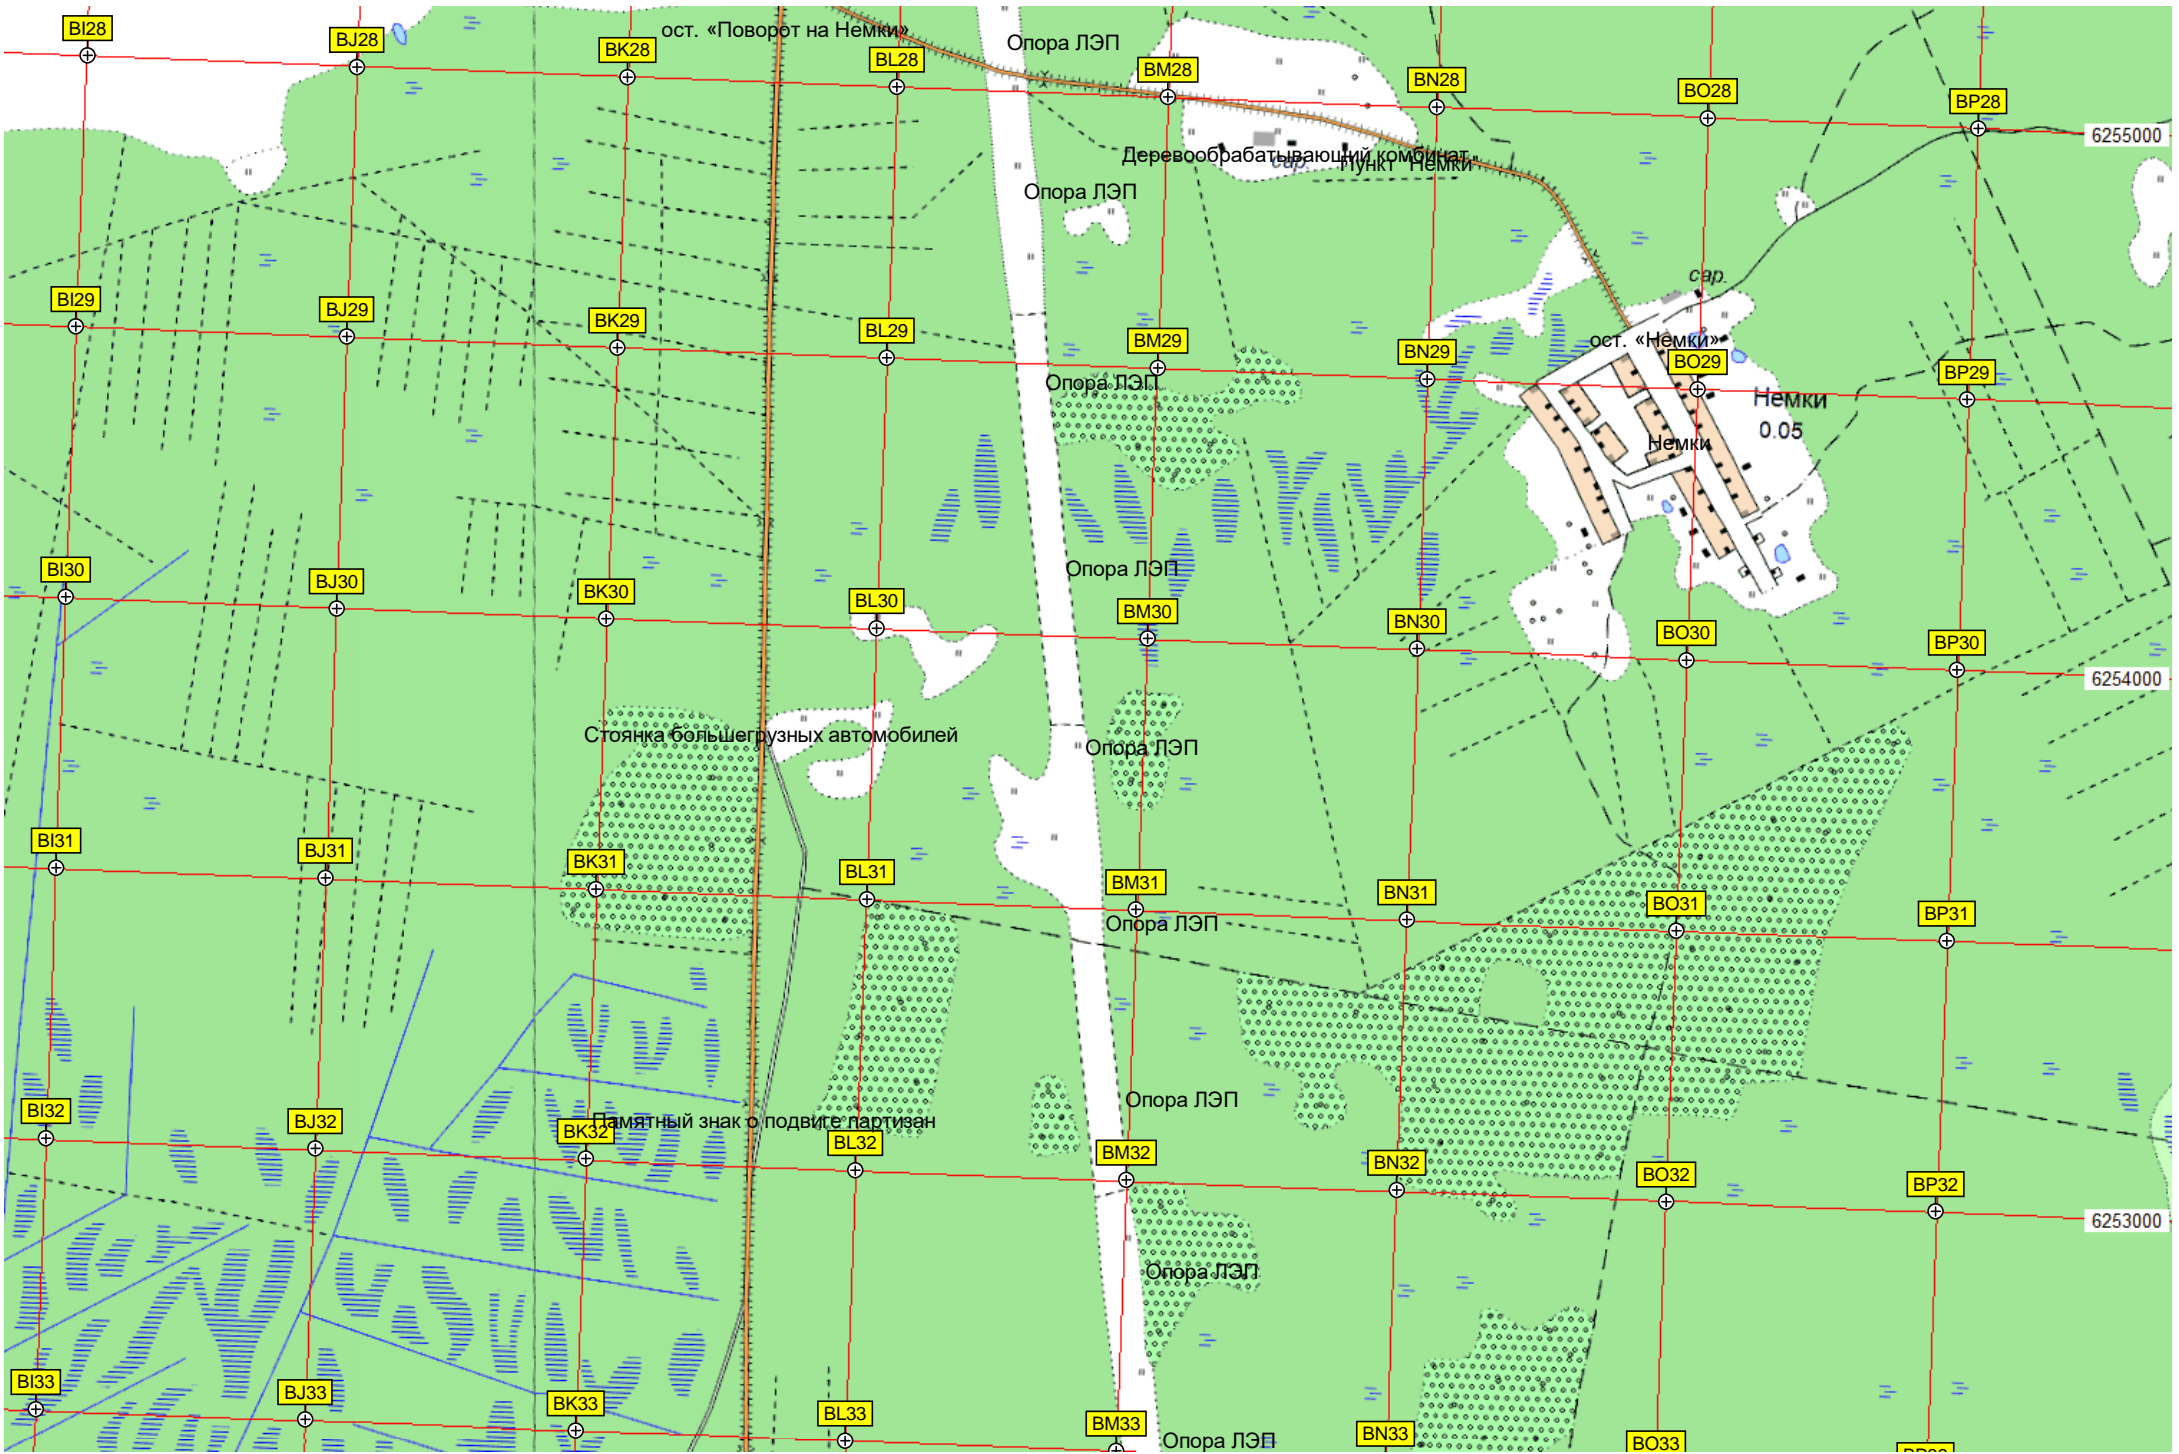 BI28
BJ28
ост. «Поворот на Немки»
BK28
BL28
Опора ЛЭП
BM28
BN28
BO28
BP28
6255000
Деревообрабатывающий комбинат
сар.
Пункт "Немки"
Опора ЛЭП
сар.
BI29
BJ29
BK29
BL29
BM29
BN29
ост. «Немки»
BO29
BP29
Опора ЛЭП
Немки
0.05
Немки
BI30
BJ30
BK30
BL30
Опора ЛЭП
BM30
BN30
BO30
BP30
6254000
Стоянка большегрузных автомобилей
Опора ЛЭП
BI31
BJ31
BK31
BL31
BM31
BN31
BO31
BP31
Опора ЛЭП
BI32
BJ32
BK32
Памятный знак о подвиге партизан
BL32
Опора ЛЭП
BM32
BN32
BO32
BP32
6253000
Опора ЛЭП
BI33
BJ33
BK33
BL33
BM33
Опора ЛЭП
BN33
BO33